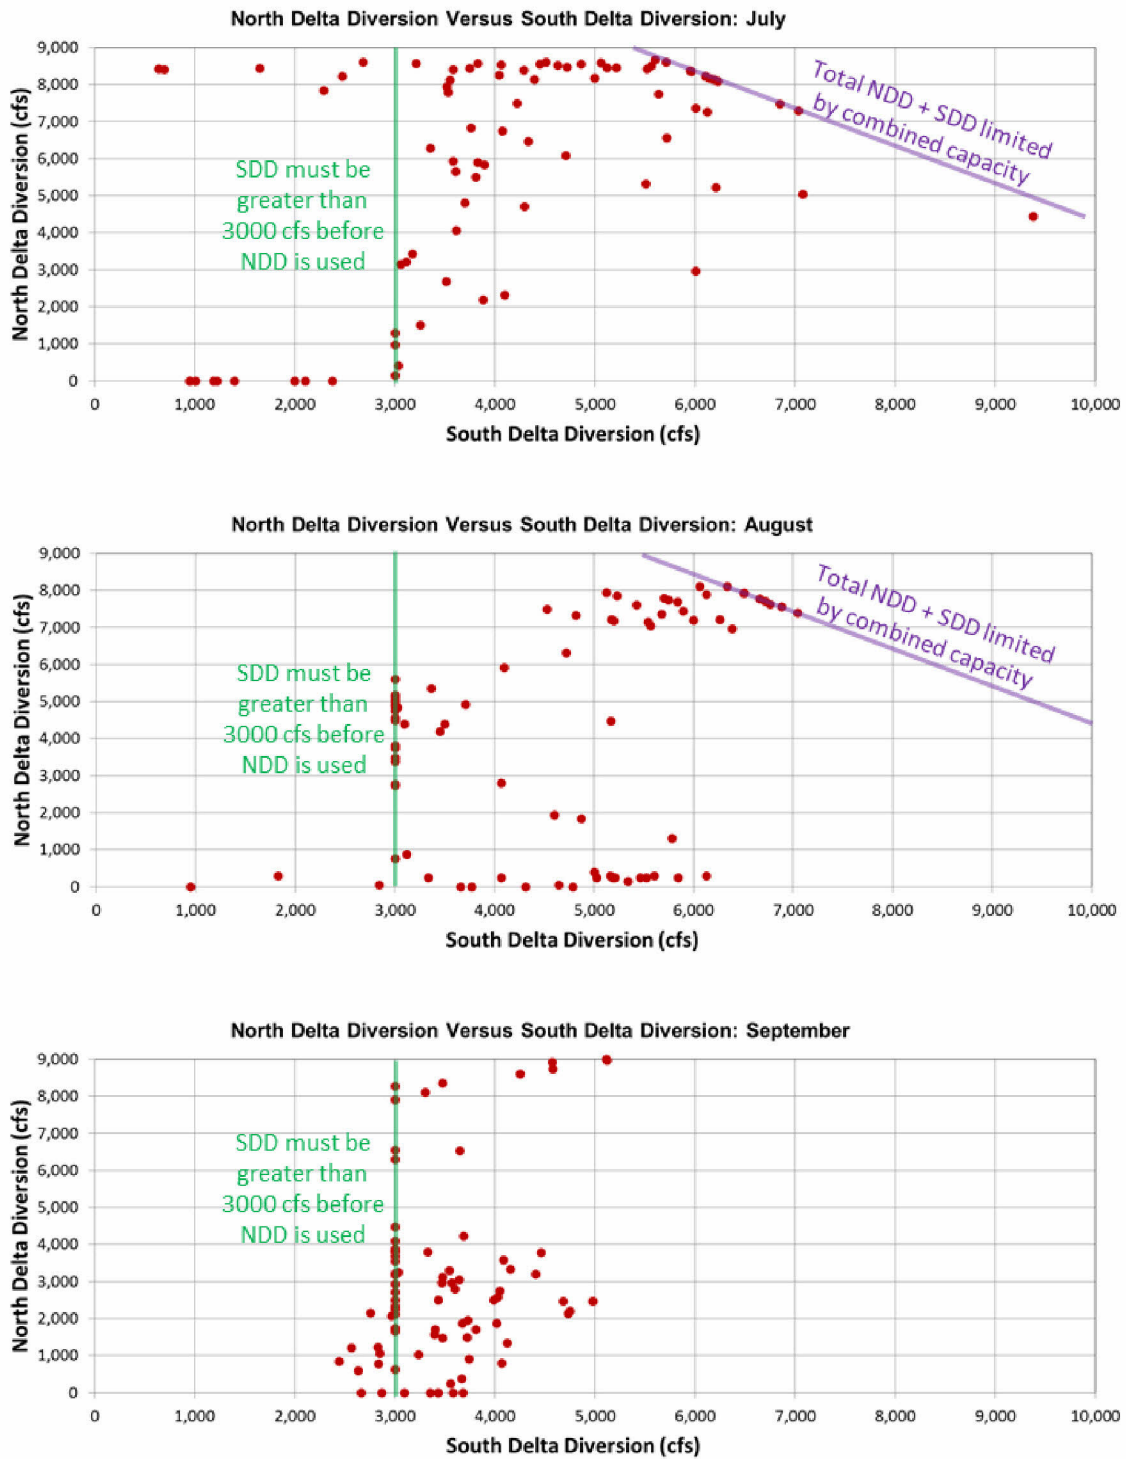 North Delta Diversion Versus South Delta Diversion: July
North Delta Diversion (cfs)
9,000
8,000
7,000
6,000
5,000
4,000
3,000
2,000
1,000
0
SDD must be
greater than
3000 cfs before
NDD is used
Total NDD + SDD limited
by combined capacity
0 1,000 2,000 3,000 4,000 5,000 6,000 7,000 8,000 9,000 10,000
South Delta Diversion (cfs)
North Delta Diversion Versus South Delta Diversion: August
North Delta Diversion (cfs)
9,000
8,000
7,000
6,000
5,000
4,000
3,000
2,000
1,000
0
SDD must be
greater than
3000 cfs before
NDD is used
Total NDD + SDD limited
by combined capacity
0 1,000 2,000 3,000 4,000 5,000 6,000 7,000 8,000 9,000 10,000
South Delta Diversion (cfs)
North Delta Diversion Versus South Delta Diversion: September
North Delta Diversion (cfs)
9,000
8,000
7,000
6,000
5,000
4,000
3,000
2,000
1,000
0
SDD must be
greater than
3000 cfs before
NDD is used
0 1,000 2,000 3,000 4,000 5,000 6,000 7,000 8,000 9,000 10,000
South Delta Diversion (cfs)